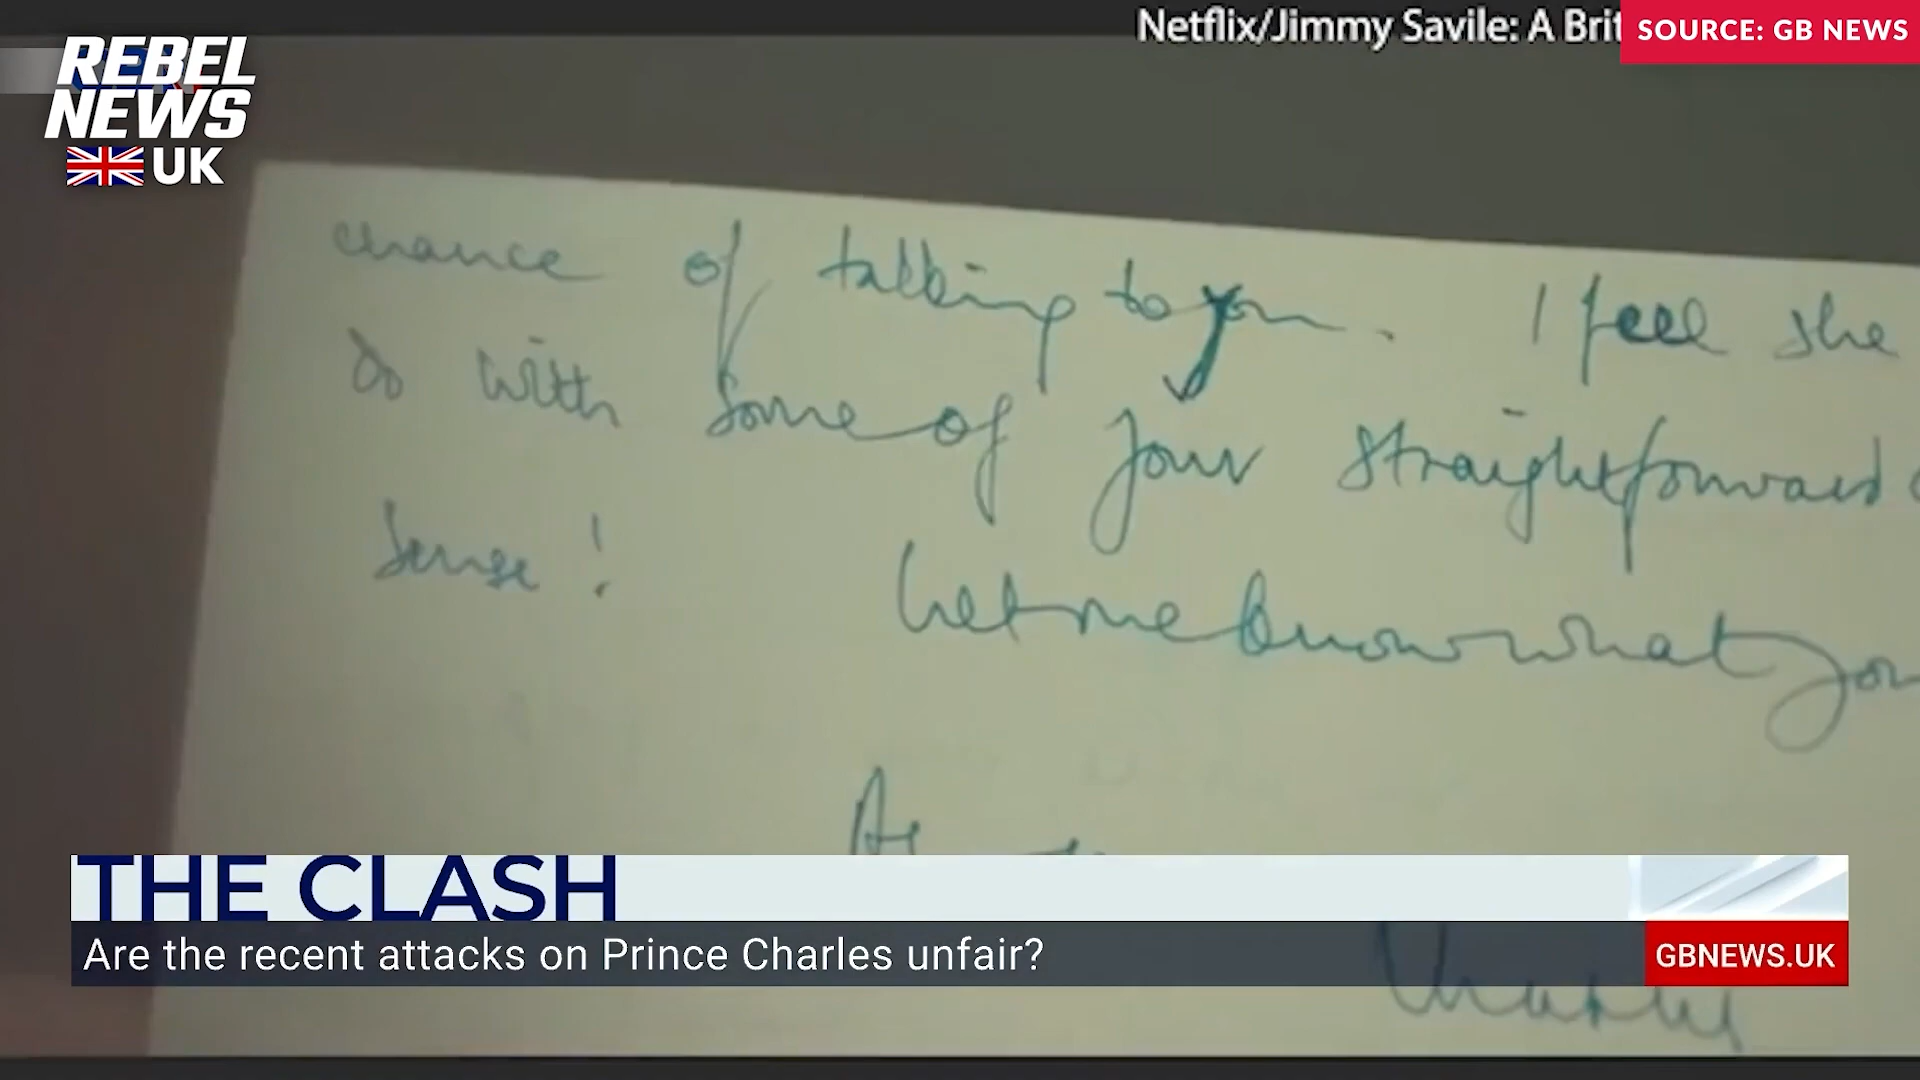 Netflix/Jimmy Savile: A Brit
SOURCE: GB NEWS
REBEL
NEWS
UK
chance of talking to you. I feel she
do with some of your straightforward
sense!
Let me know what you
As
Charles
THE CLASH
Are the recent attacks on Prince Charles unfair?
GBNEWS.UK